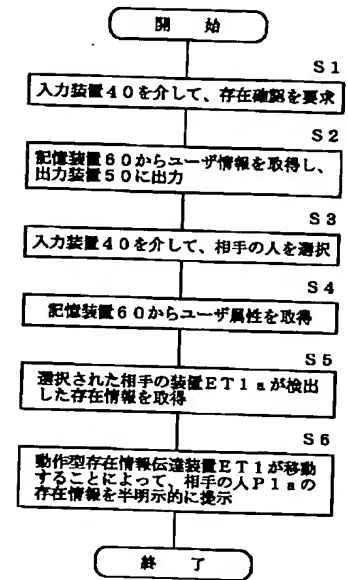 開 始
S1
入力装置40を介して、存在確認を要求
S2
記憶装置60からユーザ情報を取得し、
出力装置50に出力
S3
入力装置40を介して、相手の人を選択
S4
記憶装置60からユーザ属性を取得
S5
選択された相手の装置ET1aが検出
した存在情報を取得
S6
動作型存在情報伝達装置ET1が移動
することによって、相手の人P1aの
存在情報を半明示的に提示
終 了